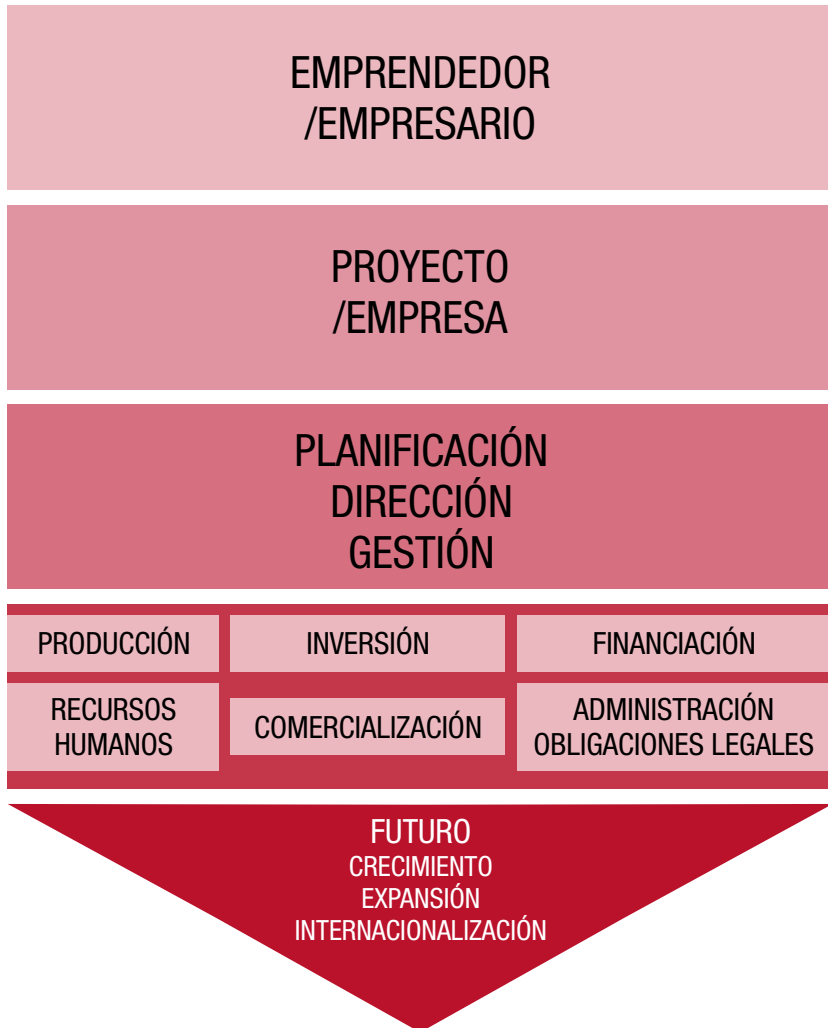 EMPRENDEDOR
/EMPRESARIO
PROYECTO
/EMPRESA
PLANIFICACIÓN
DIRECCIÓN
GESTIÓN
PRODUCCIÓN
INVERSIÓN
FINANCIACIÓN
RECURSOS
HUMANOS
COMERCIALIZACIÓN
ADMINISTRACIÓN
OBLIGACIONES LEGALES
FUTURO
CRECIMIENTO
EXPANSIÓN
INTERNACIONALIZACIÓN